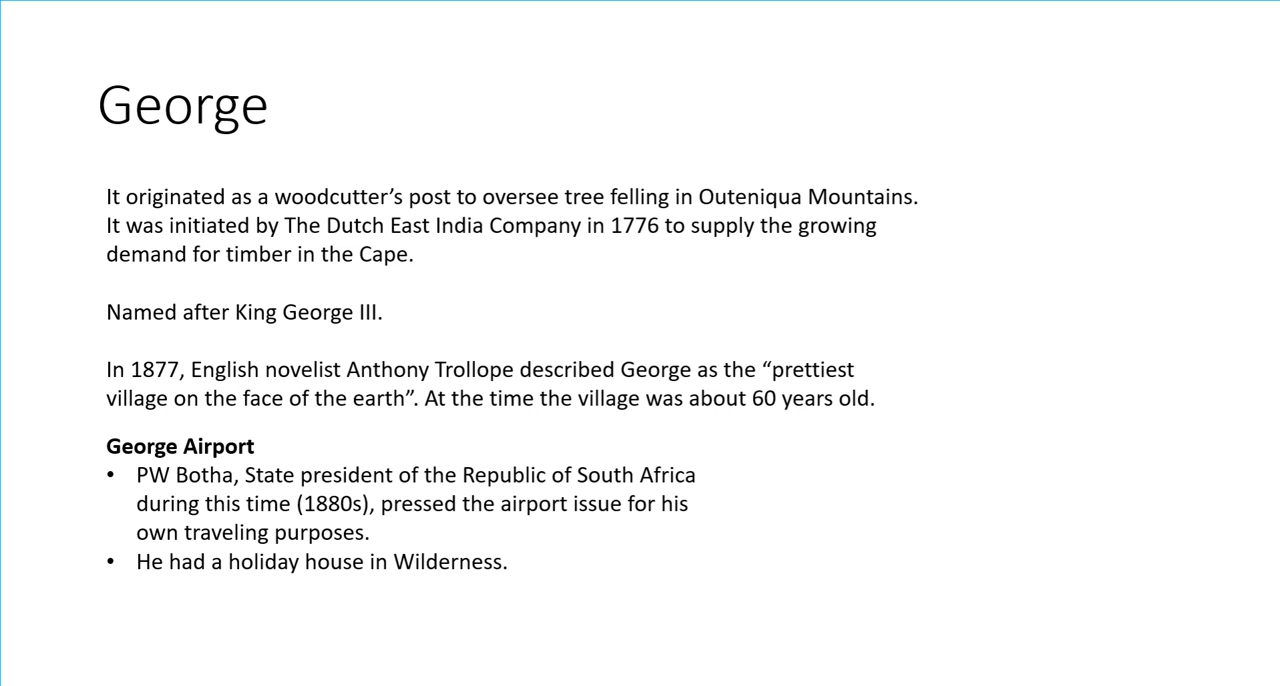 George
It originated as a woodcutter’s post to oversee tree felling in Outeniqua Mountains.
It was initiated by The Dutch East India Company in 1776 to supply the growing
demand for timber in the Cape.
Named after King George III.
In 1877, English novelist Anthony Trollope described George as the “prettiest
village on the face of the earth”. At the time the village was about 60 years old.
George Airport
• PW Botha, State president of the Republic of South Africa
during this time (1880s), pressed the airport issue for his
own traveling purposes.
• He had a holiday house in Wilderness.